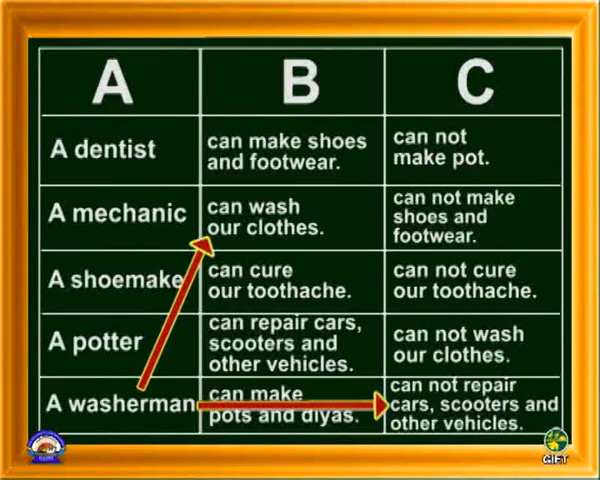 A B C
A dentist
can make shoes
and footwear.
can not
make pot.
A mechanic
can wash
our clothes.
can not make
shoes and
footwear.
A shoemake
can cure
our toothache.
can not cure
our toothache.
A potter
can repair cars,
scooters and
other vehicles.
can not wash
our clothes.
A washerman
can make
pots and diyas.
can not repair
cars, scooters and
other vehicles.
GIET